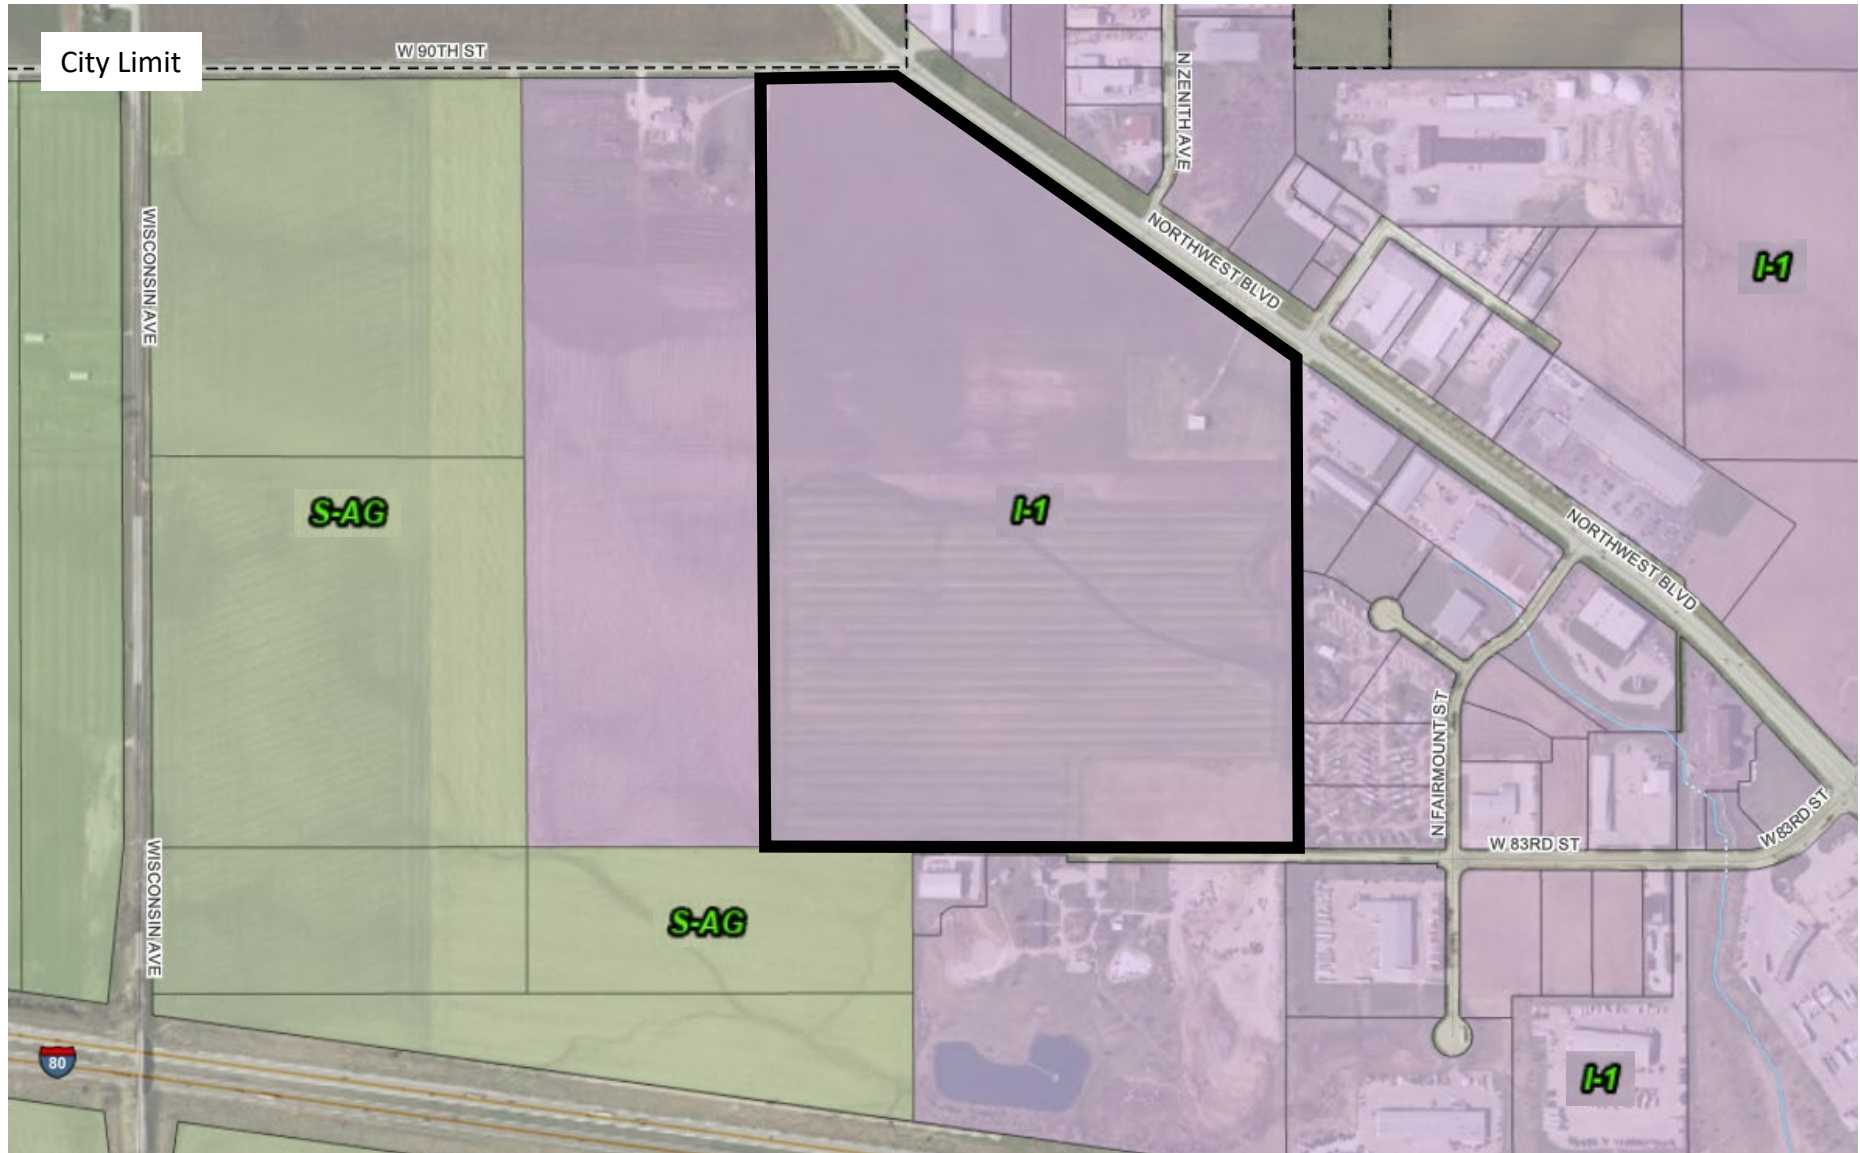 City Limit
W 90TH ST
N ZENITH AVE
WISCONSIN AVE
NORTHWEST BLVD
I-1
S-AG
I-1
NORTHWEST BLVD
N FAIRMOUNT ST
W 83RD ST
W 83RD ST
WISCONSIN AVE
S-AG
80
I-1